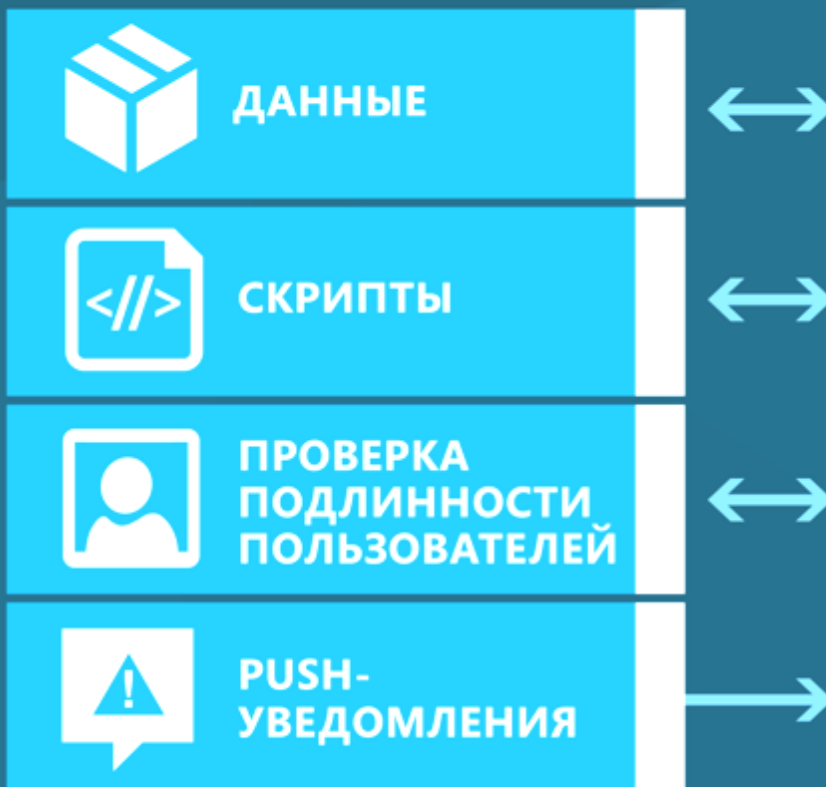 ДАННЫЕ
<//>
СКРИПТЫ
ПРОВЕРКА
ПОДЛИННОСТИ
ПОЛЬЗОВАТЕЛЕЙ
!
PUSH-
УВЕДОМЛЕНИЯ